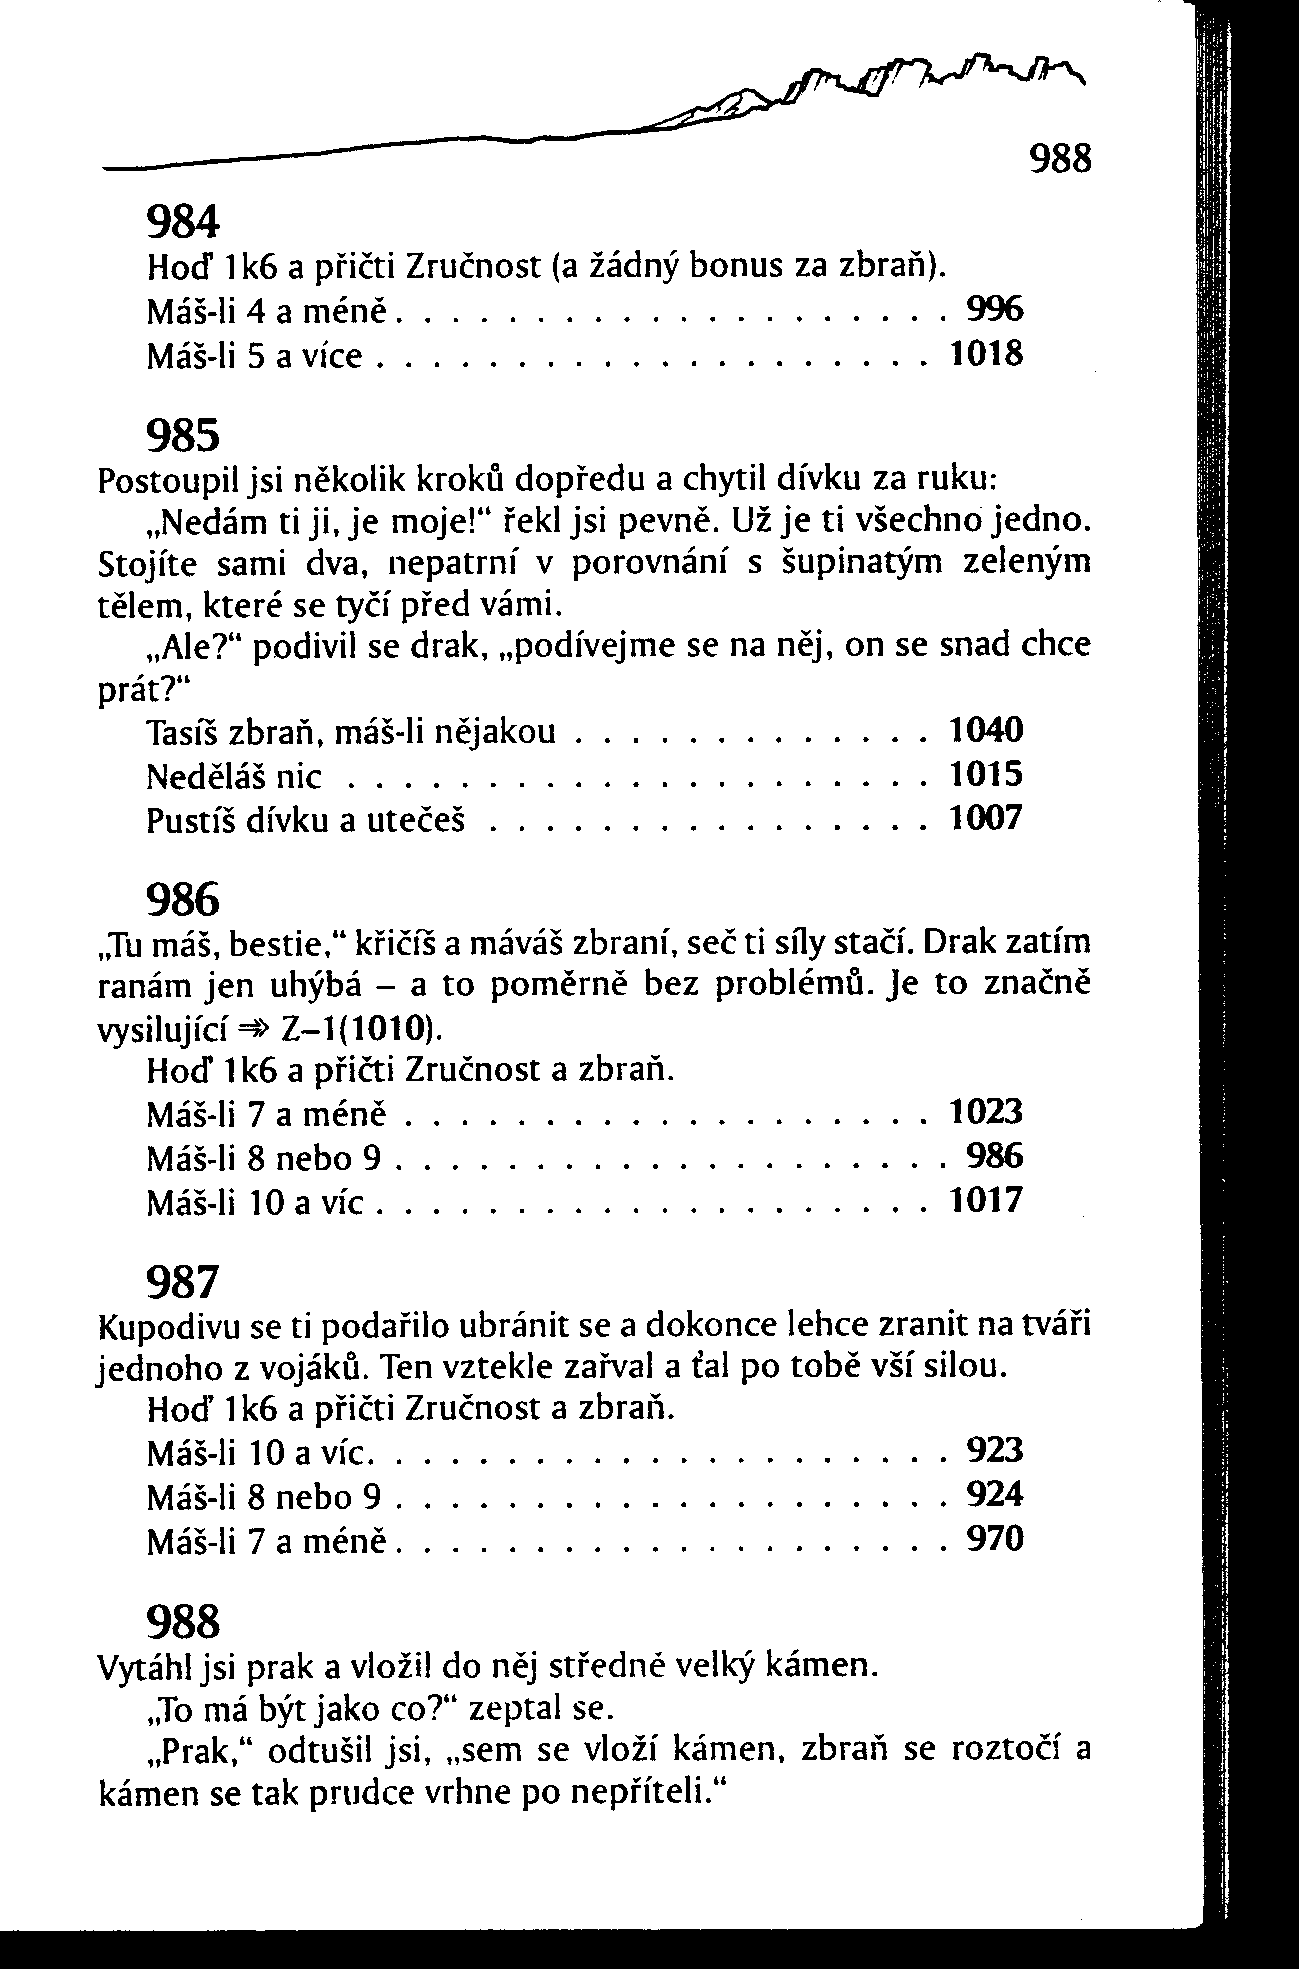 988
984
Hoď 1k6 a přičti Zručnost (a žádný bonus za zbraň).
Máš-li 4 a méně. . . . . . . . . . . . . . . . . . . . 996
Máš-li 5 a více . . . . . . . . . . . . . . . . . . . . 1018
985
Postoupil jsi několik kroků dopředu a chytil dívku za ruku:
„Nedám ti ji, je moje!“ řekl jsi pevně. Už je ti všechno jedno.
Stojíte sami dva, nepatrní v porovnání s šupinatým zeleným
tělem, které se tyčí před vámi.
„Ale?“ podivil se drak, „podívejme se na něj, on se snad chce
prát?“
Tasíš zbraň, máš-li nějakou . . . . . . . . . . . . . 1040
Neděláš nic . . . . . . . . . . . . . . . . . . . . . 1015
Pustíš dívku a utečeš . . . . . . . . . . . . . . . . 1007
986
„Tu máš, bestie,“ křičíš a máváš zbraní, seč ti síly stačí. Drak zatím
ranám jen uhýbá – a to poměrně bez problémů. Je to značně
vysilující ⇒ Z–1(1010).
Hoď 1k6 a přičti Zručnost a zbraň.
Máš-li 7 a méně . . . . . . . . . . . . . . . . . . . 1023
Máš-li 8 nebo 9 . . . . . . . . . . . . . . . . . . . . 986
Máš-li 10 a víc . . . . . . . . . . . . . . . . . . . . 1017
987
Kupodivu se ti podařilo ubránit se a dokonce lehce zranit na tváři
jednoho z vojáků. Ten vztekle zařval a ťal po tobě vší silou.
Hoď 1k6 a přičti Zručnost a zbraň.
Máš-li 10 a víc. . . . . . . . . . . . . . . . . . . . . 923
Máš-li 8 nebo 9 . . . . . . . . . . . . . . . . . . . . 924
Máš-li 7 a méně. . . . . . . . . . . . . . . . . . . . 970
988
Vytáhl jsi prak a vložil do něj středně velký kámen.
„To má být jako co?“ zeptal se.
„Prak,“ odtušil jsi, „sem se vloží kámen, zbraň se roztočí a
kámen se tak prudce vrhne po nepříteli.“